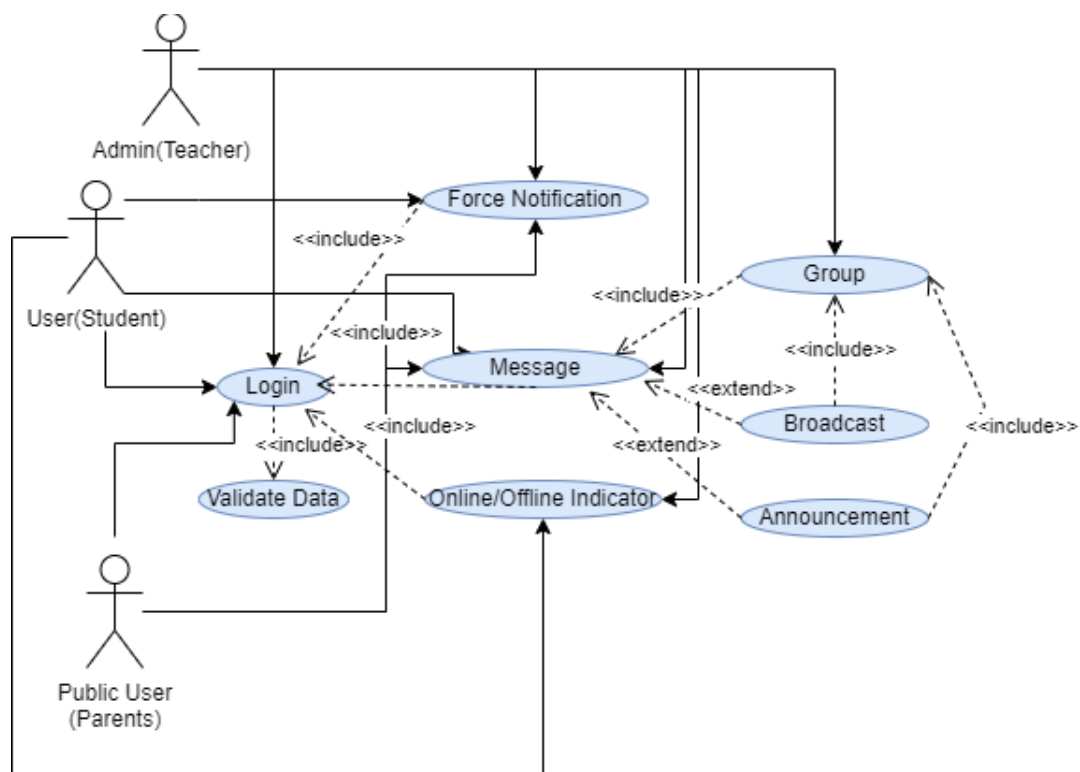 Admin(Teacher)
Force Notification
<<include>>
Group
<<include>>
User(Student)
<<include>>
Message
<<include>>
Login
<<extend>>
Broadcast
<<include>>
<<include>>
<<include>>
<<extend>>
Validate Data
Online/Offline Indicator
Announcement
Public User
(Parents)